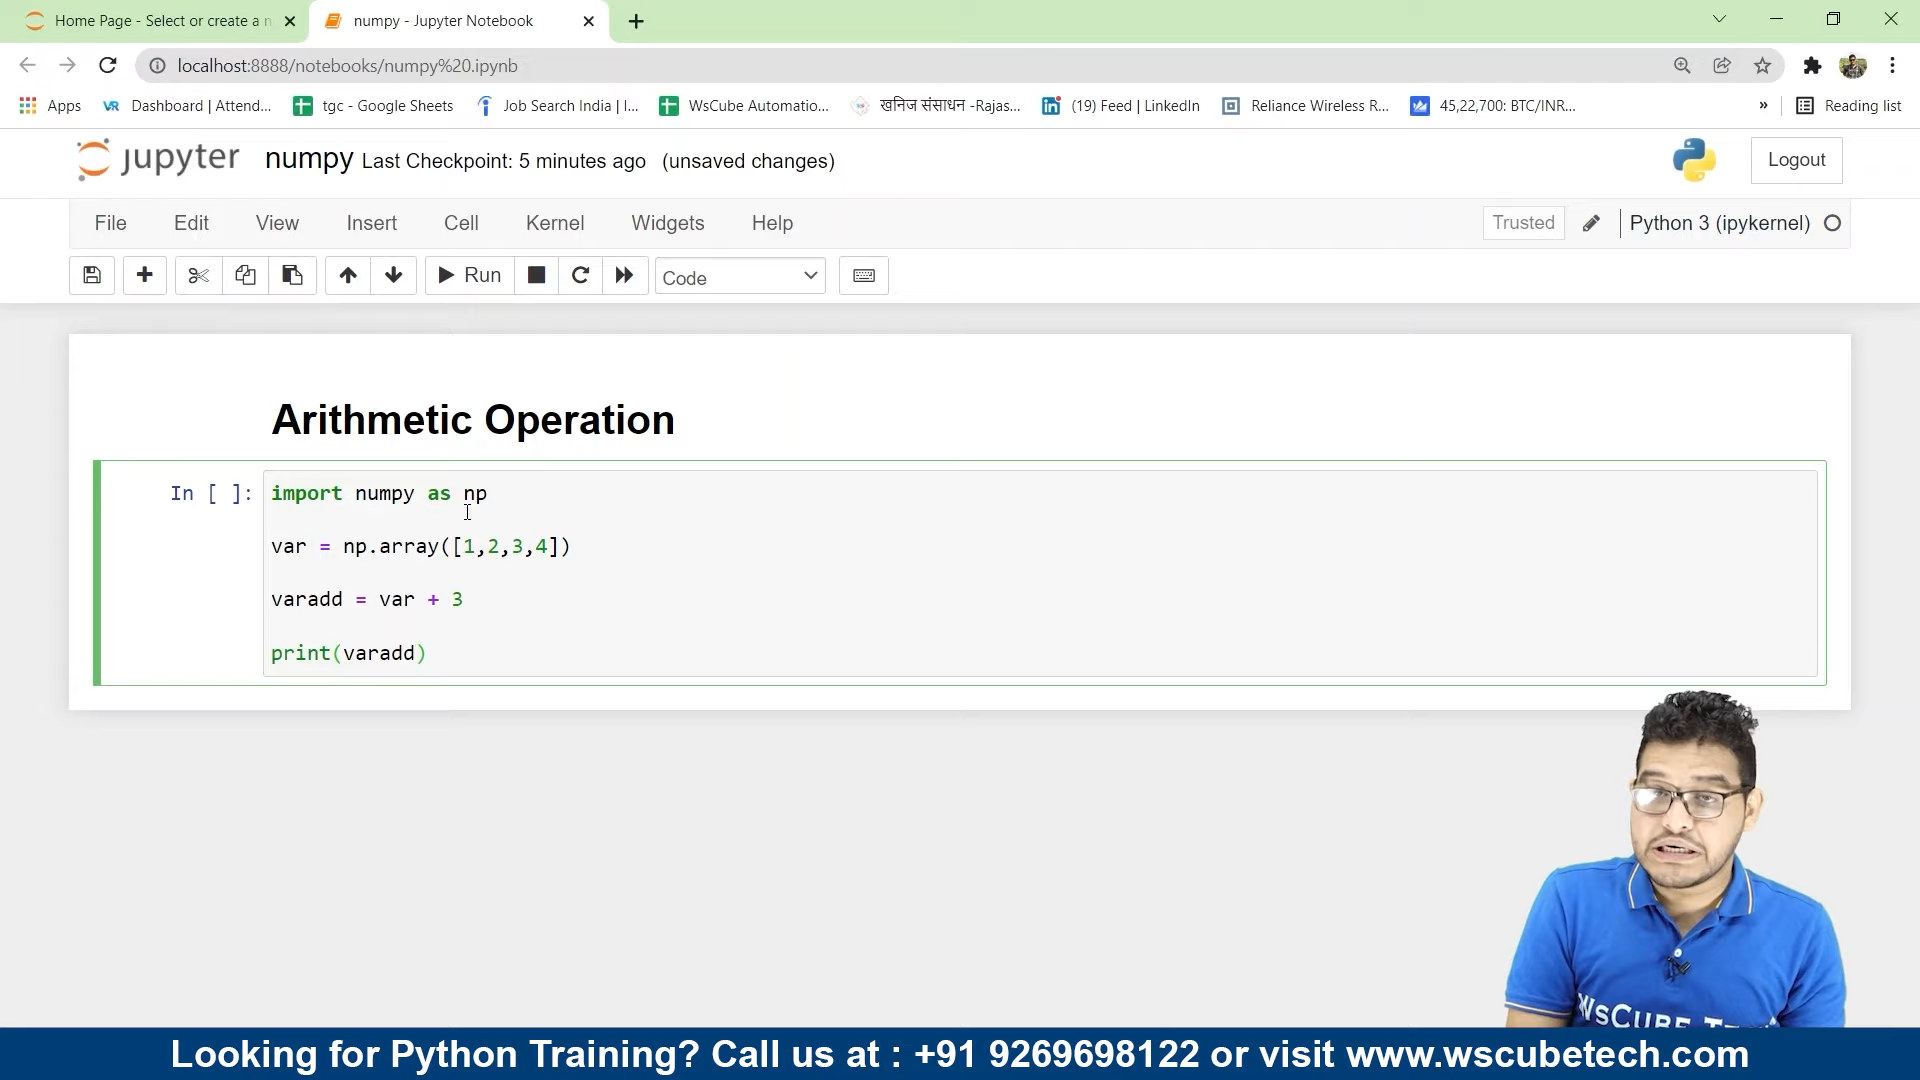 Home Page - Select or create a n
numpy - Jupyter Notebook
localhost:8888/notebooks/numpy%20.ipynb
Apps
VR Dashboard | Attend...
tgc - Google Sheets
Job Search India | I...
WsCube Automatio...
खनिज संसाधन -Rajas...
in (19) Feed | LinkedIn
Reliance Wireless R...
45,22,700: BTC/INR...
»
Reading list
jupyter numpy Last Checkpoint: 5 minutes ago (unsaved changes)
Logout
File Edit View Insert Cell Kernel Widgets Help
Trusted
Python 3 (ipykernel)
Run
Code
Arithmetic Operation
In [ ]: import numpy as np
var = np.array([1,2,3,4])
varadd = var + 3
print(varadd)
WSCUBE TE
Looking for Python Training? Call us at : +91 9269698122 or visit www.wscubetech.com